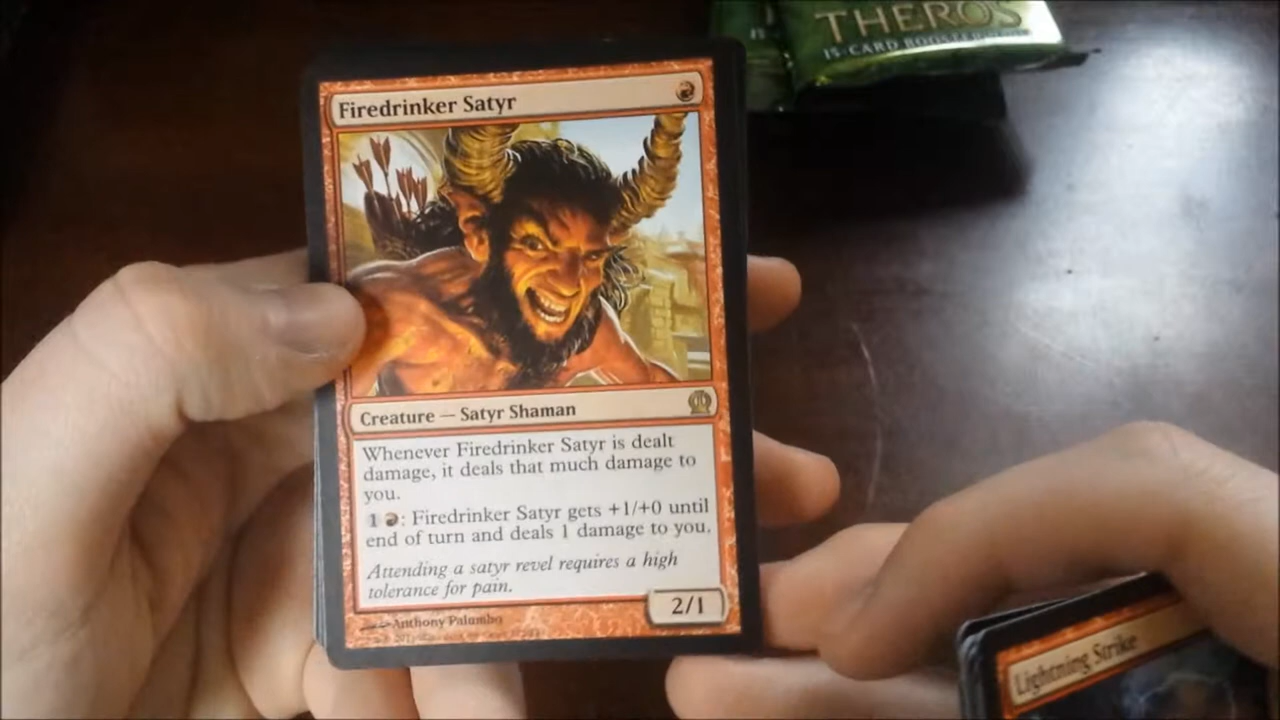 THEROS
15-CARD BOOSTER
Firedrinker Satyr
Creature — Satyr Shaman
Whenever Firedrinker Satyr is dealt
damage, it deals that much damage to
you.
1 : Firedrinker Satyr gets +1/+0 until
end of turn and deals 1 damage to you.
Attending a satyr revel requires a high
tolerance for pain.
2/1
Anthony Palumbo
Lightning Strike